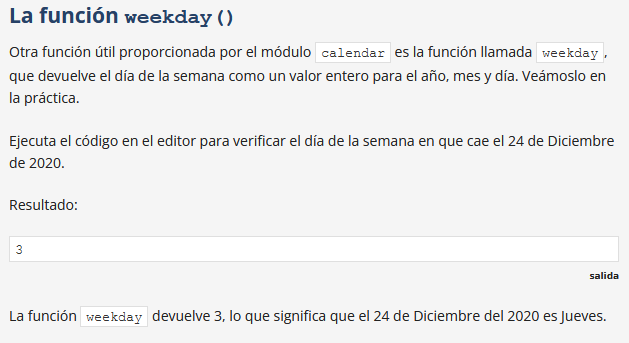 La función weekday()
Otra función útil proporcionada por el módulo calendar es la función llamada weekday,
que devuelve el día de la semana como un valor entero para el año, mes y día. Veámoslo en
la práctica.
Ejecuta el código en el editor para verificar el día de la semana en que cae el 24 de Diciembre
de 2020.
Resultado:
3
salida
La función weekday devuelve 3, lo que significa que el 24 de Diciembre del 2020 es Jueves.